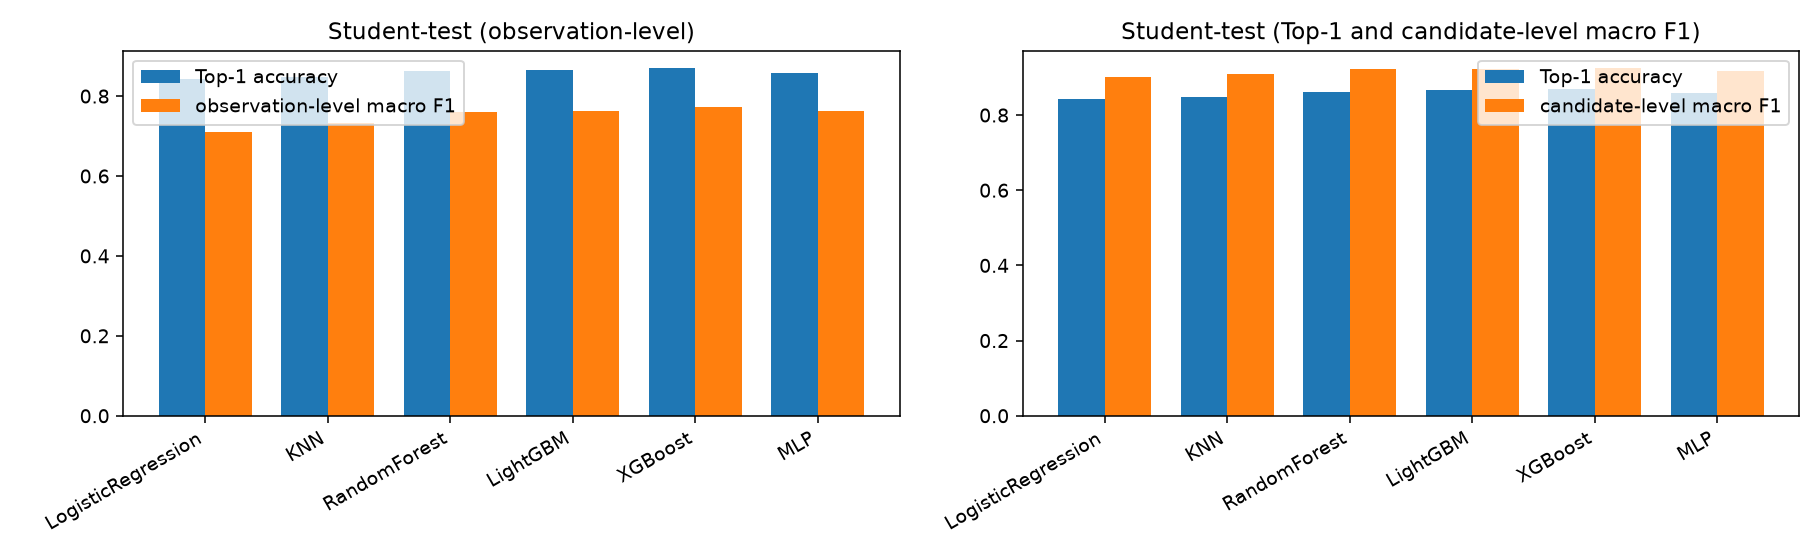 Student-test (observation-level)
Top-1 accuracy
observation-level macro F1
0.8
0.6
0.4
0.2
0.0
LogisticRegression
KNN
RandomForest
LightGBM
XGBoost
MLP
Student-test (Top-1 and candidate-level macro F1)
Top-1 accuracy
candidate-level macro F1
0.8
0.6
0.4
0.2
0.0
LogisticRegression
KNN
RandomForest
LightGBM
XGBoost
MLP